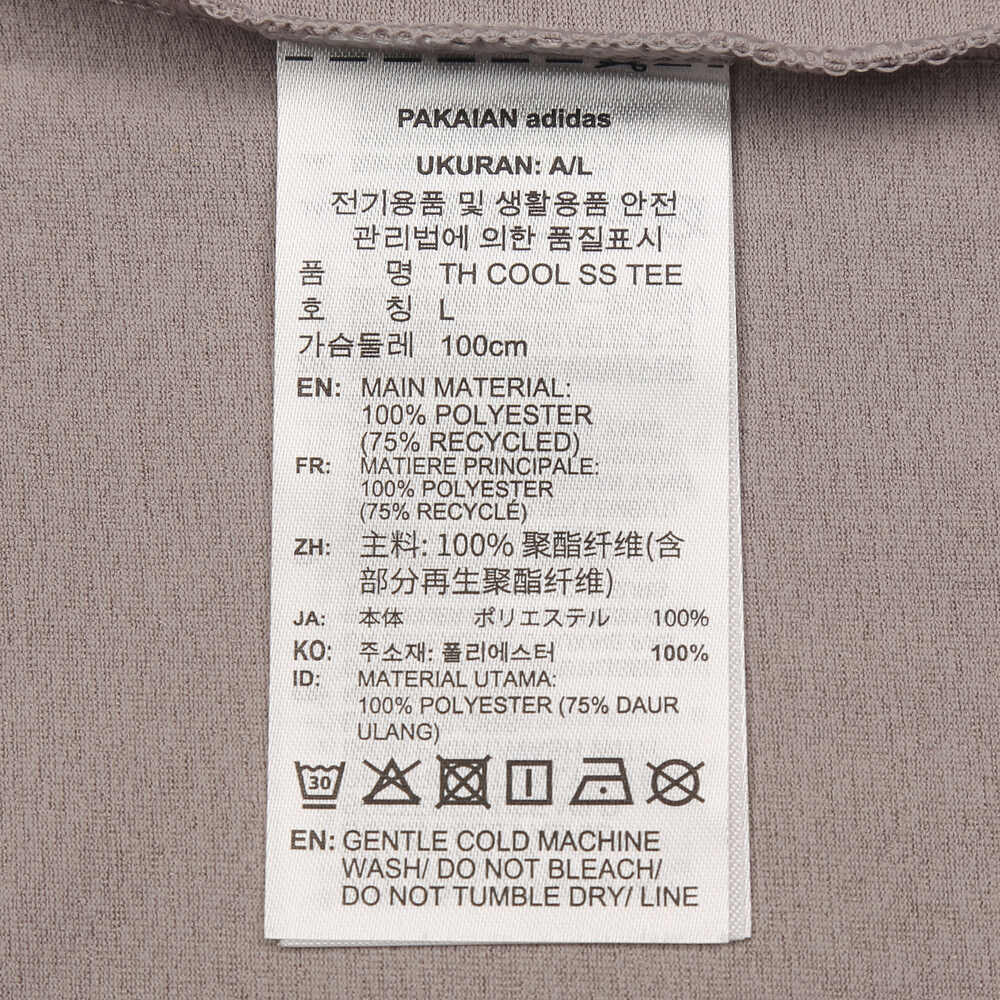 PAKAIAN adidas
UKURAN: A/L
전기용품 및 생활용품 안전
관리법에 의한 품질표시
품 명 TH COOL SS TEE
호 칭 L
가슴둘레 100cm
EN: MAIN MATERIAL:
100% POLYESTER
(75% RECYCLED)
FR: MATIERE PRINCIPALE:
100% POLYESTER
(75% RECYCLÉ)
ZH: 主料: 100% 聚酯纤维(含
部分再生聚酯纤维)
JA: 本体 ポリエステル 100%
KO: 주소재: 폴리에스터 100%
ID: MATERIAL UTAMA:
100% POLYESTER (75% DAUR
ULANG)
30
EN: GENTLE COLD MACHINE
WASH/ DO NOT BLEACH/
DO NOT TUMBLE DRY/ LINE